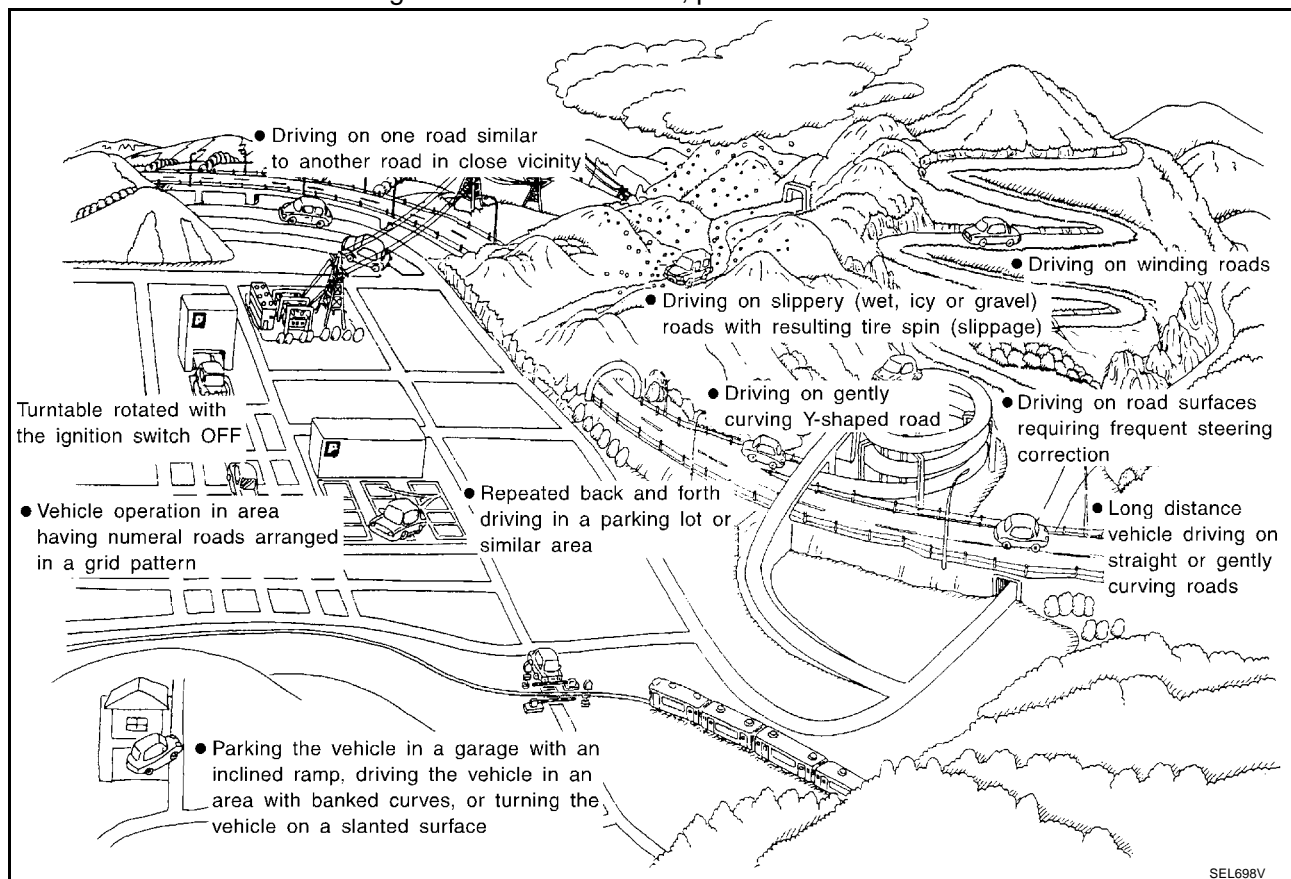 ● Driving on one road similar
to another road in close vicinity
● Driving on winding roads
● Driving on slippery (wet, icy or gravel)
roads with resulting tire spin (slippage)
P
Turntable rotated with
the ignition switch OFF
● Driving on gently
curving Y-shaped road
● Driving on road surfaces
requiring frequent steering
correction
P
● Vehicle operation in area
having numeral roads arranged
in a grid pattern
● Repeated back and forth
driving in a parking lot or
similar area
● Long distance
vehicle driving on
straight or gently
curving roads
● Parking the vehicle in a garage with an
inclined ramp, driving the vehicle in an
area with banked curves, or turning the
vehicle on a slanted surface
SEL698V